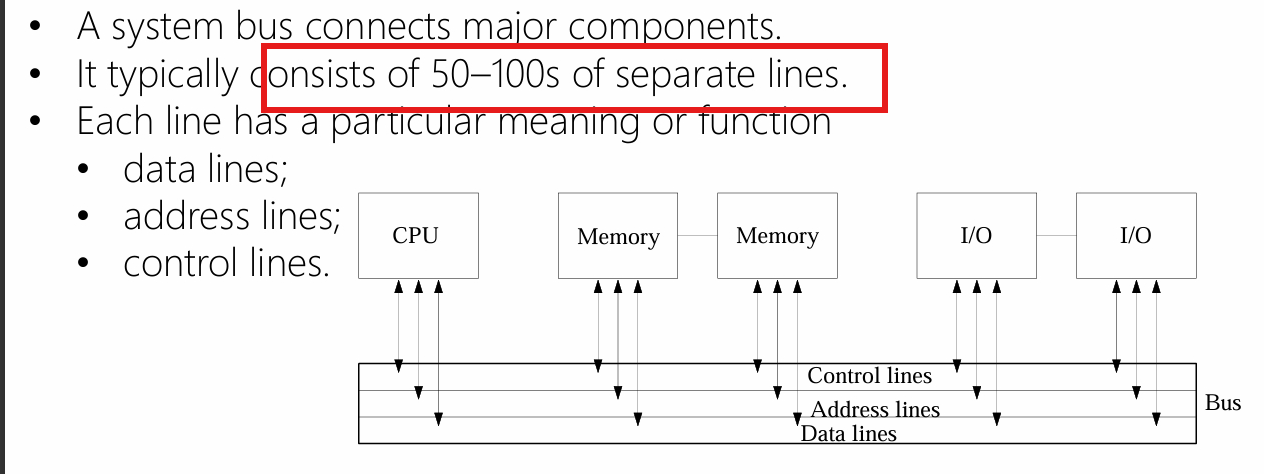 • A system bus connects major components.
• It typically consists of 50–100s of separate lines.
• Each line has a particular meaning or function
• data lines;
• address lines;
• control lines.
CPU
Memory
Memory
I/O
I/O
Control lines
Address lines
Data lines
Bus